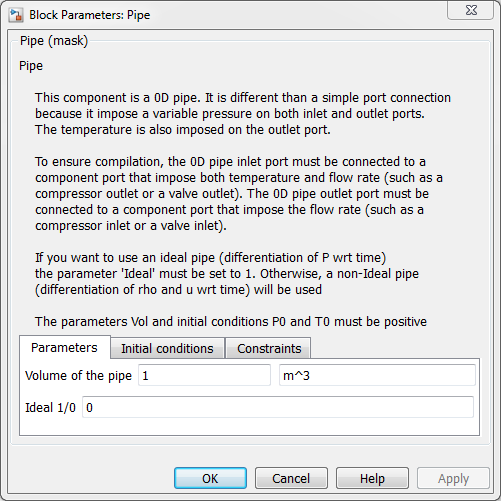 Block Parameters: Pipe
Pipe (mask)
Pipe
This component is a 0D pipe. It is different than a simple port connection
because it impose a variable pressure on both inlet and outlet ports.
The temperature is also imposed on the outlet port.
To ensure compilation, the 0D pipe inlet port must be connected to a
component port that impose both temperature and flow rate (such as a
compressor outlet or a valve outlet). The 0D pipe outlet port must be
connected to a component port that impose the flow rate (such as a
compressor inlet or a valve inlet).
If you want to use an ideal pipe (differentiation of P wrt time)
the parameter 'Ideal' must be set to 1. Otherwise, a non-Ideal pipe
(differentiation of rho and u wrt time) will be used
The parameters Vol and initial conditions P0 and T0 must be positive
Parameters Initial conditions Constraints
Volume of the pipe 1 m^3
Ideal 1/0 0
OK Cancel Help Apply